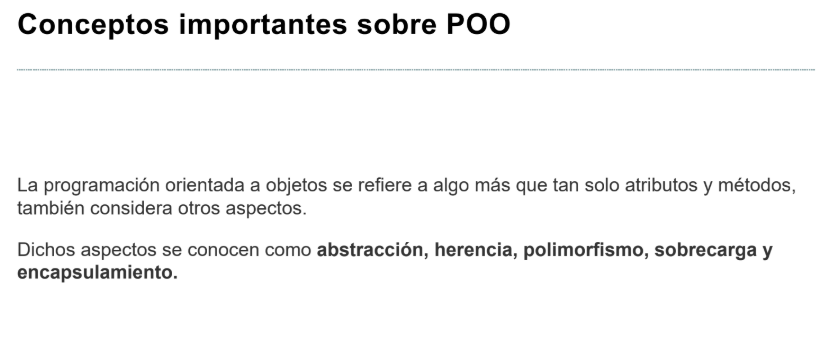 Conceptos importantes sobre POO
La programación orientada a objetos se refiere a algo más que tan solo atributos y métodos,
también considera otros aspectos.
Dichos aspectos se conocen como abstracción, herencia, polimorfismo, sobrecarga y
encapsulamiento.